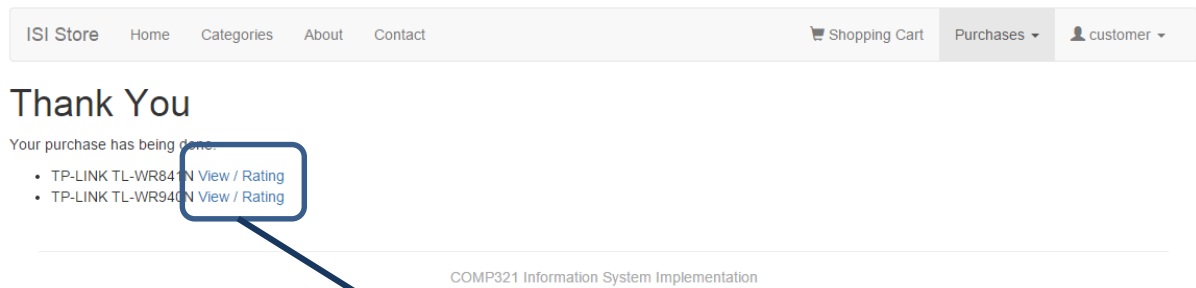 ISI Store Home Categories About Contact Shopping Cart Purchases customer
Thank You
Your purchase has being done.
TP-LINK TL-WR841N View / Rating
TP-LINK TL-WR940N View / Rating
COMP321 Information System Implementation